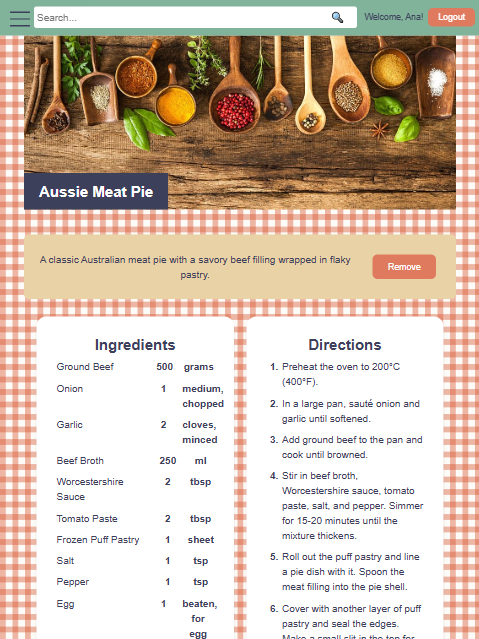 Search...
Welcome, Ana!
Logout
Aussie Meat Pie
A classic Australian meat pie with a savory beef filling wrapped in flaky
pastry.
Remove
Ingredients
Ground Beef 500 grams
Onion 1 medium,
chopped
Garlic 2 cloves,
minced
Beef Broth 250 ml
Worcestershire 2 tbsp
Sauce
Tomato Paste 2 tbsp
Frozen Puff Pastry 1 sheet
Salt 1 tsp
Pepper 1 tsp
Egg 1 beaten,
for
egg
Directions
1. Preheat the oven to 200°C
(400°F).
2. In a large pan, sauté onion and
garlic until softened.
3. Add ground beef to the pan and
cook until browned.
4. Stir in beef broth,
Worcestershire sauce, tomato
paste, salt, and pepper. Simmer
for 15-20 minutes until the
mixture thickens.
5. Roll out the puff pastry and line
a pie dish with it. Spoon the
meat filling into the pie shell.
6. Cover with another layer of puff
pastry and seal the edges.
Make a small slit in the top for